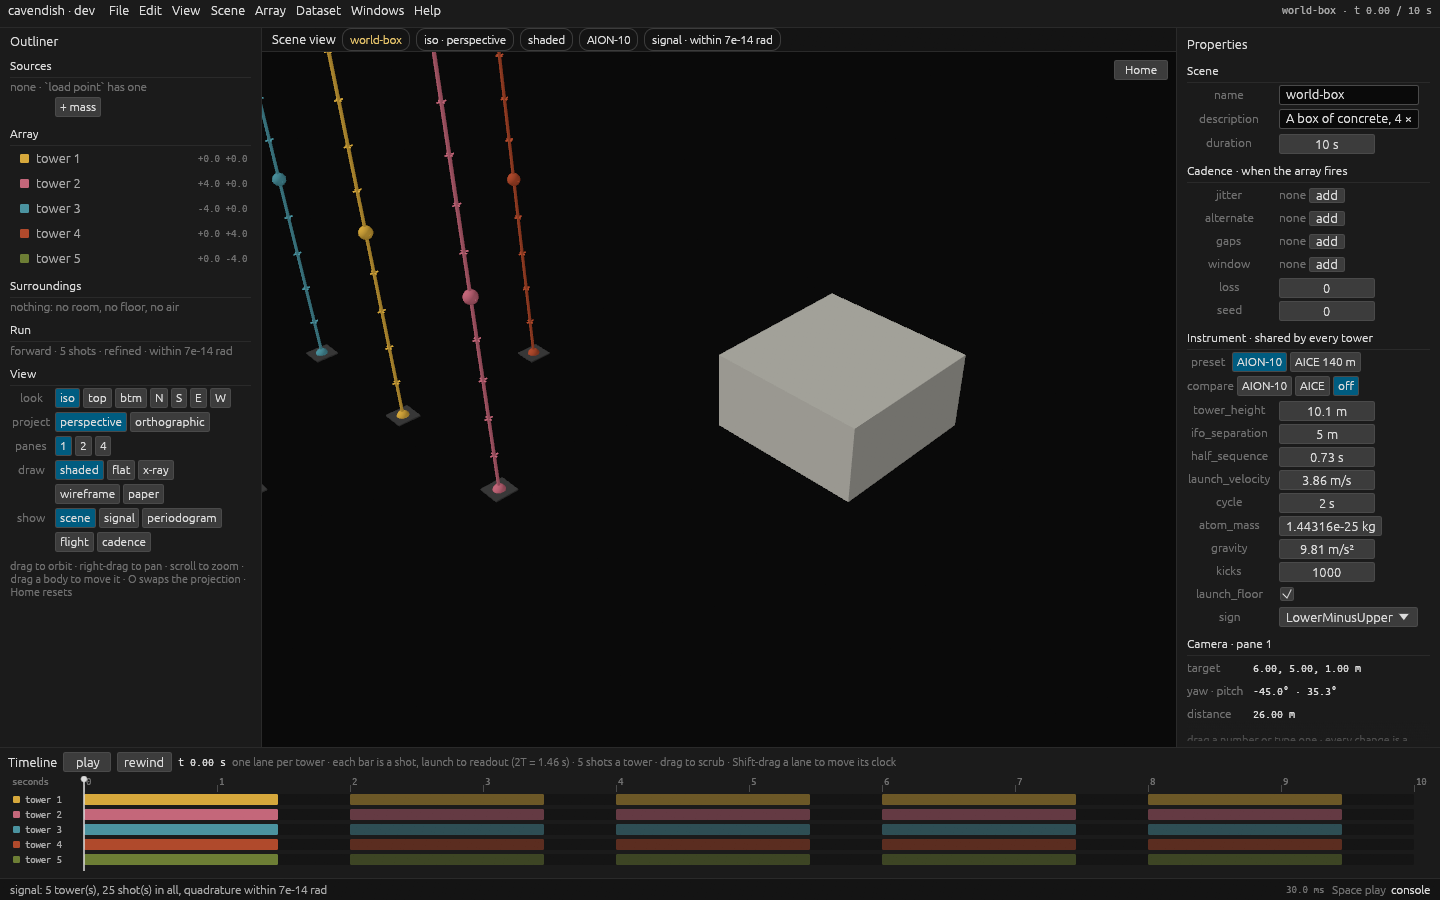 cavendish · dev File Edit View Scene Array Dataset Windows Help
world-box · t 0.00 / 10 s
Outliner
Sources
none · `load point` has one
+ mass
Array
tower 1 +0.0 +0.0
tower 2 +4.0 +0.0
tower 3 -4.0 +0.0
tower 4 +0.0 +4.0
tower 5 +0.0 -4.0
Surroundings
nothing: no room, no floor, no air
Run
forward · 5 shots · refined · within 7e-14 rad
View
look iso top btm N S E W
project perspective orthographic
panes 1 2 4
draw shaded flat x-ray
wireframe paper
show scene signal periodogram
flight cadence
drag to orbit · right-drag to pan · scroll to zoom ·
drag a body to move it · O swaps the projection ·
Home resets
Scene view world-box iso · perspective shaded AION-10 signal · within 7e-14 rad
Home
Properties
Scene
name world-box
description A box of concrete, 4 ×
duration 10 s
Cadence · when the array fires
jitter none add
alternate none add
gaps none add
window none add
loss 0
seed 0
Instrument · shared by every tower
preset AION-10 AICE 140 m
compare AION-10 AICE off
tower_height 10.1 m
ifo_separation 5 m
half_sequence 0.73 s
launch_velocity 3.86 m/s
cycle 2 s
atom_mass 1.44316e-25 kg
gravity 9.81 m/s²
kicks 1000
launch_floor
sign LowerMinusUpper
Camera · pane 1
target 6.00, 5.00, 1.00 m
yaw · pitch -45.0° · 35.3°
distance 26.00 m
drag a number or type one · every change is a
Timeline play rewind t 0.00 s one lane per tower · each bar is a shot, launch to readout (2T = 1.46 s) · 5 shots a tower · drag to scrub · Shift-drag a lane to move its clock
seconds 0 1 2 3 4 5 6 7 8 9 10
tower 1
tower 2
tower 3
tower 4
tower 5
signal: 5 tower(s), 25 shot(s) in all, quadrature within 7e-14 rad
30.0 ms Space play console